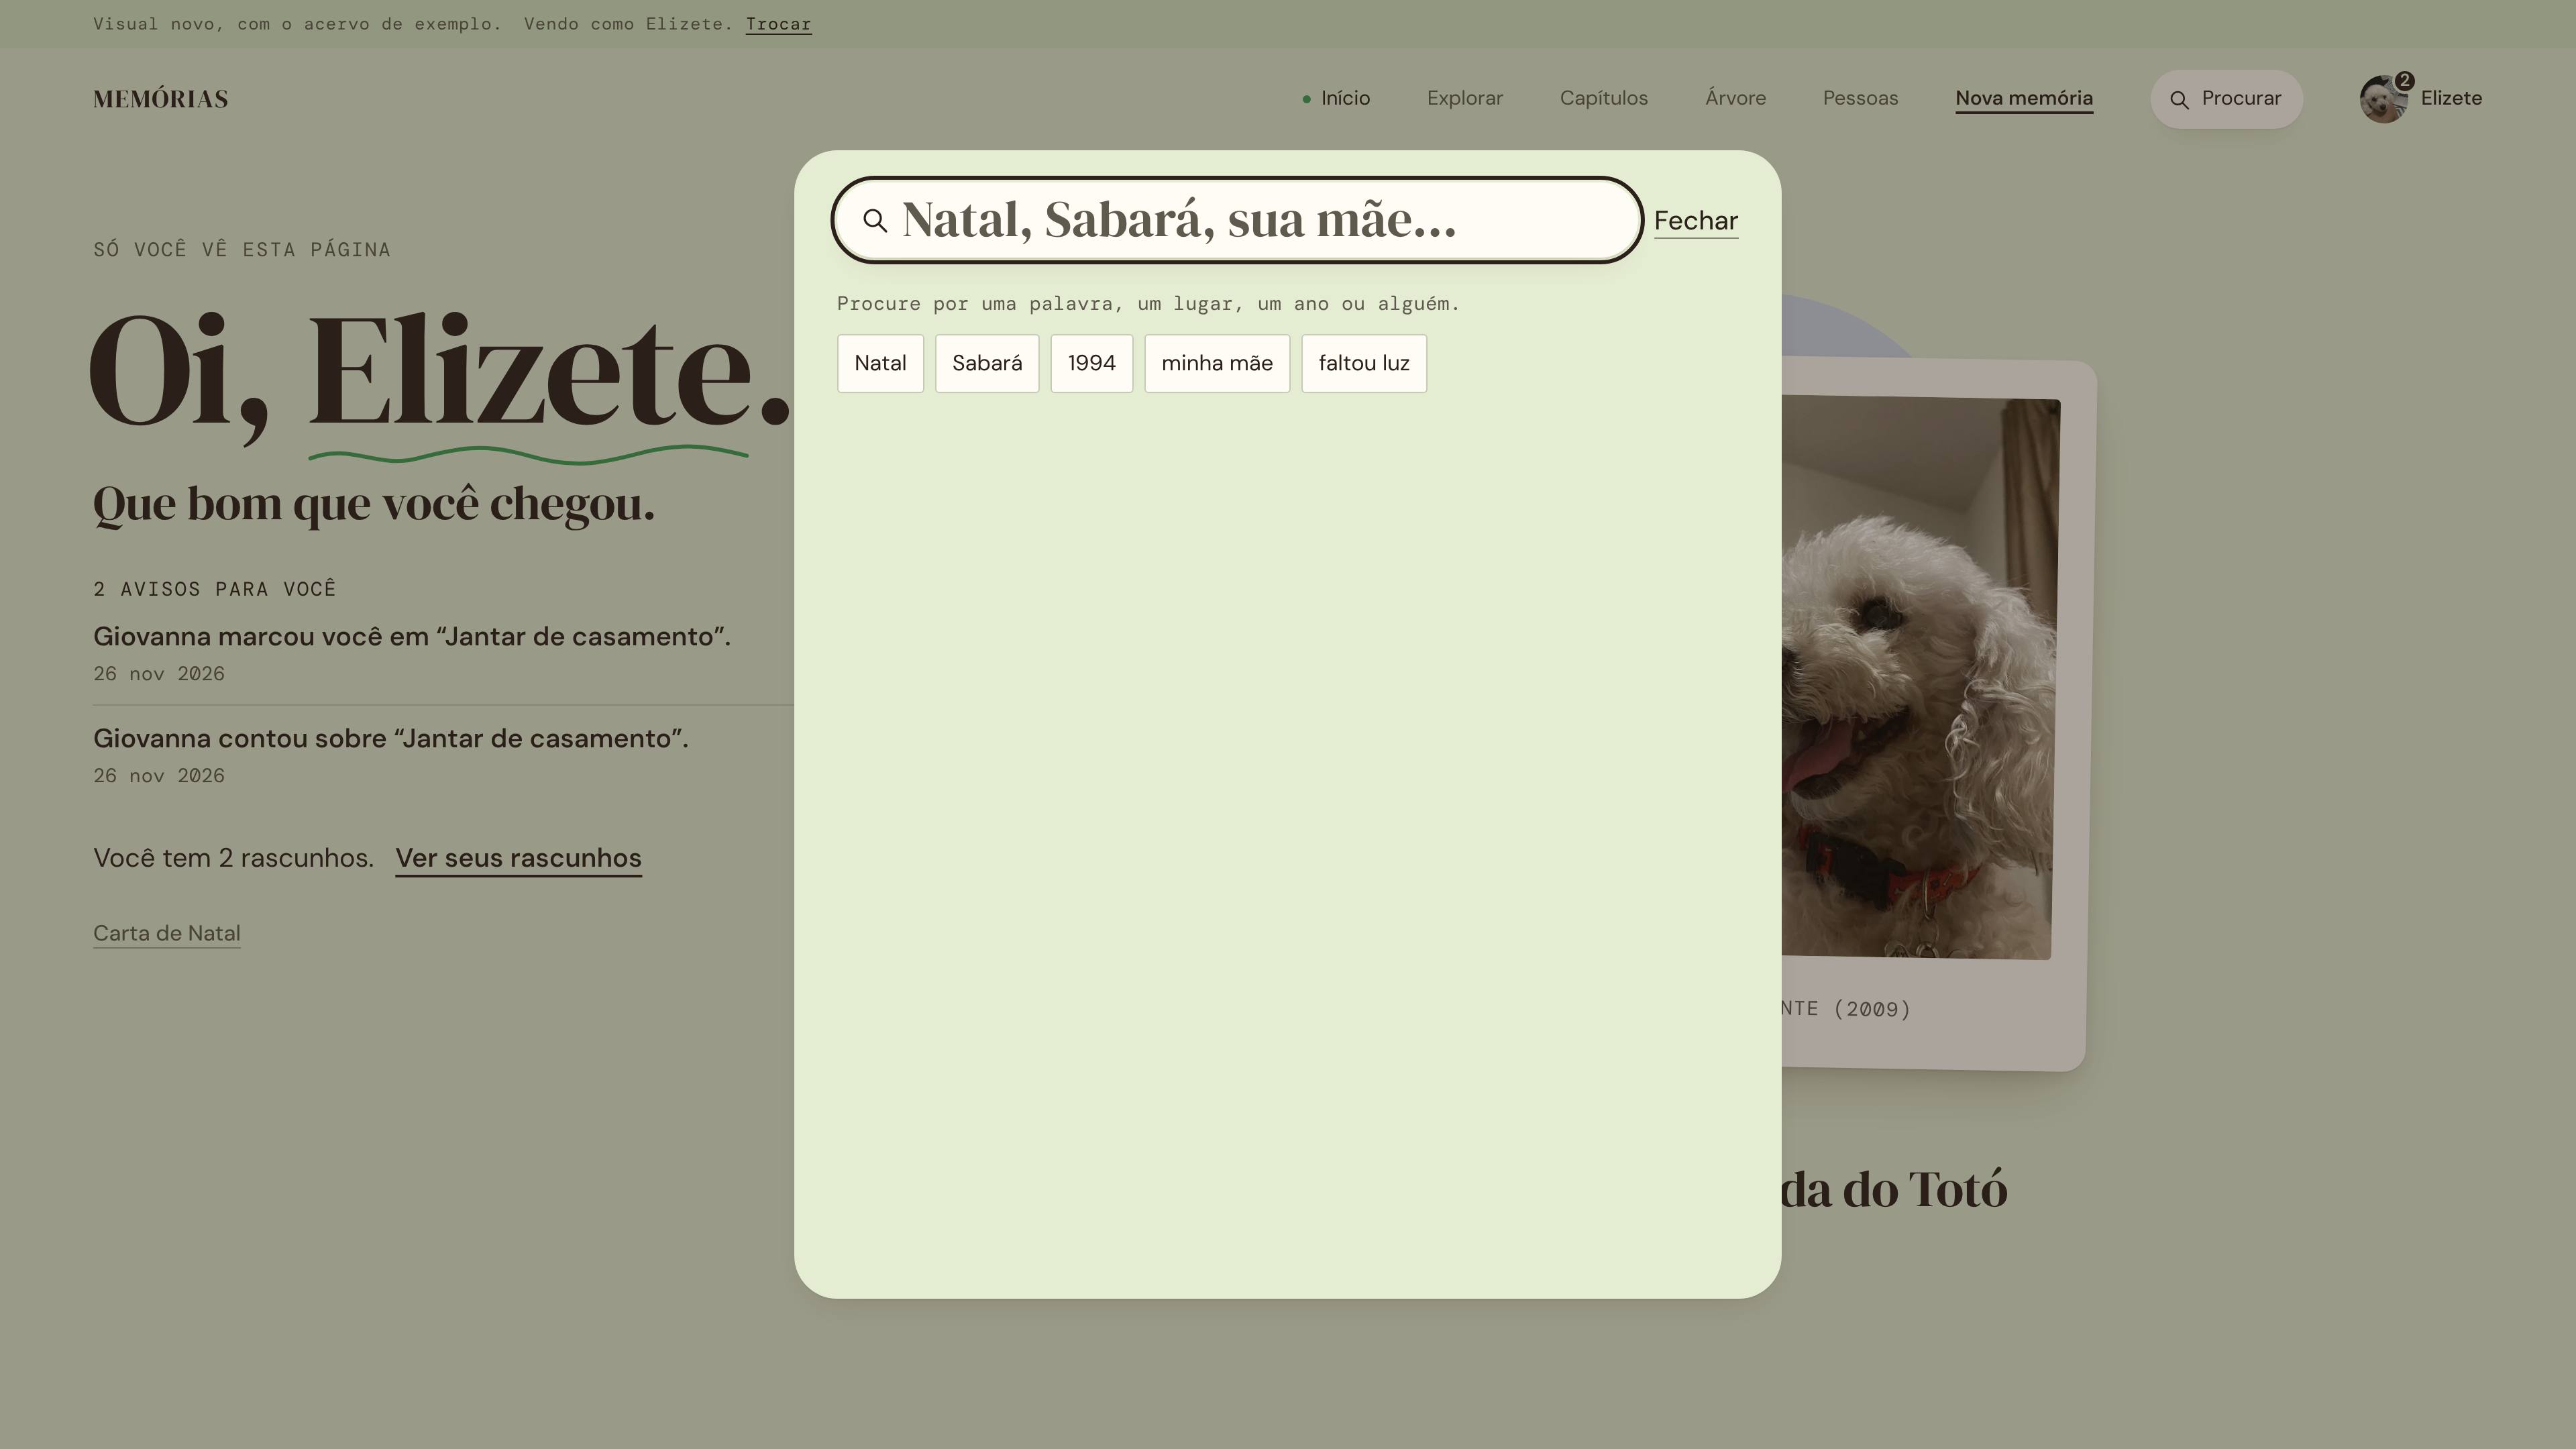 Visual novo, com o acervo de exemplo. Vendo como Elizete. Trocar
MEMÓRIAS
Início
Explorar
Capítulos
Árvore
Pessoas
Nova memória
Procurar
2
Elizete
Natal, Sabará, sua mãe...
Fechar
Procure por uma palavra, um lugar, um ano ou alguém.
Natal
Sabará
1994
minha mãe
faltou luz
SÓ VOCÊ VÊ ESTA PÁGINA
Oi, Elizete.
Que bom que você chegou.
2 AVISOS PARA VOCÊ
Giovanna marcou você em “Jantar de casamento”.
26 nov 2026
Giovanna contou sobre “Jantar de casamento”.
26 nov 2026
Você tem 2 rascunhos. Ver seus rascunhos
Carta de Natal
NTE (2009)
da do Totó